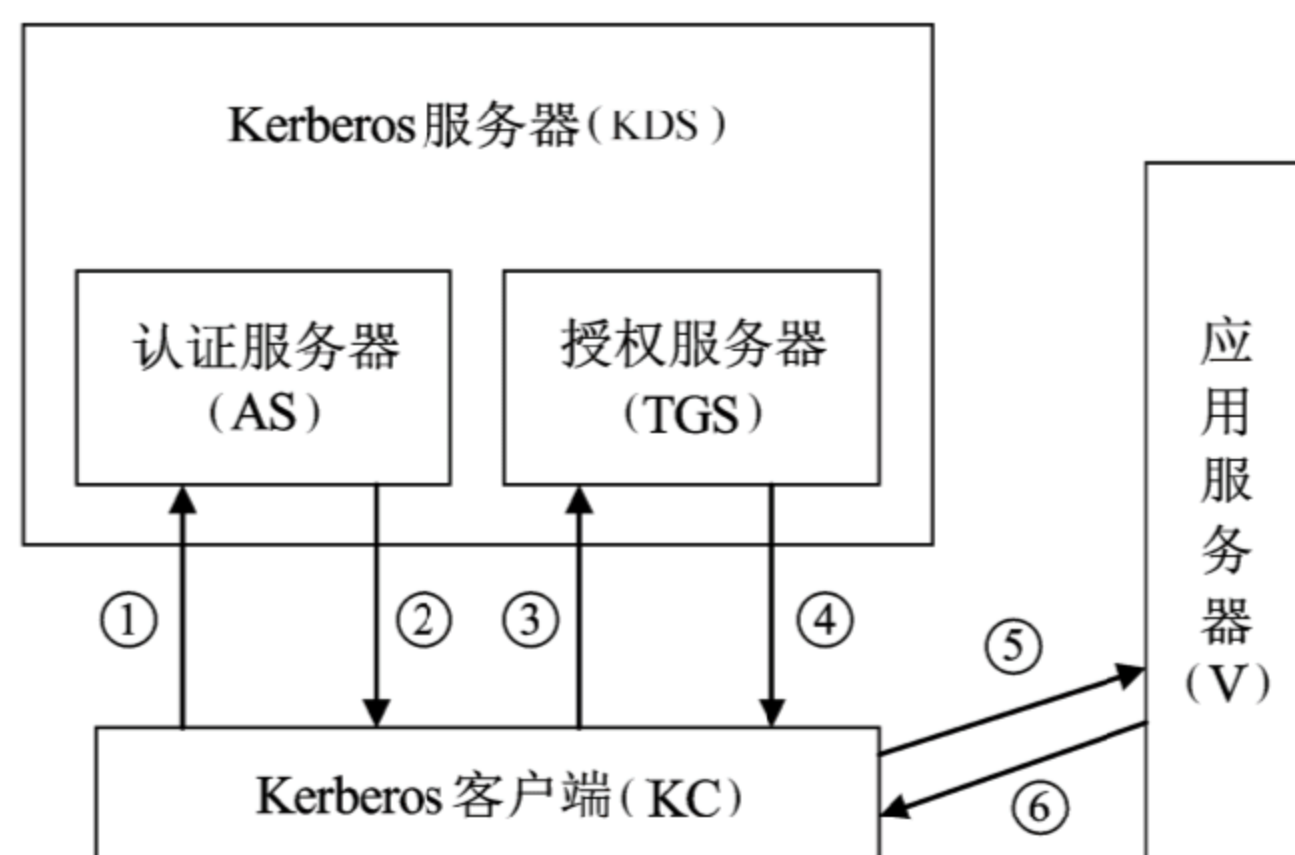 Kerberos服务器(KDS)
认证服务器
(AS)
授权服务器
(TGS)
①
②
③
④
⑤
⑥
Kerberos客户端(KC)
应用服务器(V)